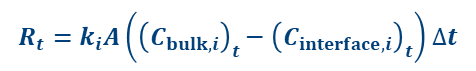 R_t = k_i A ((C_bulk,i)_t − (C_interface,i)_t) Δt